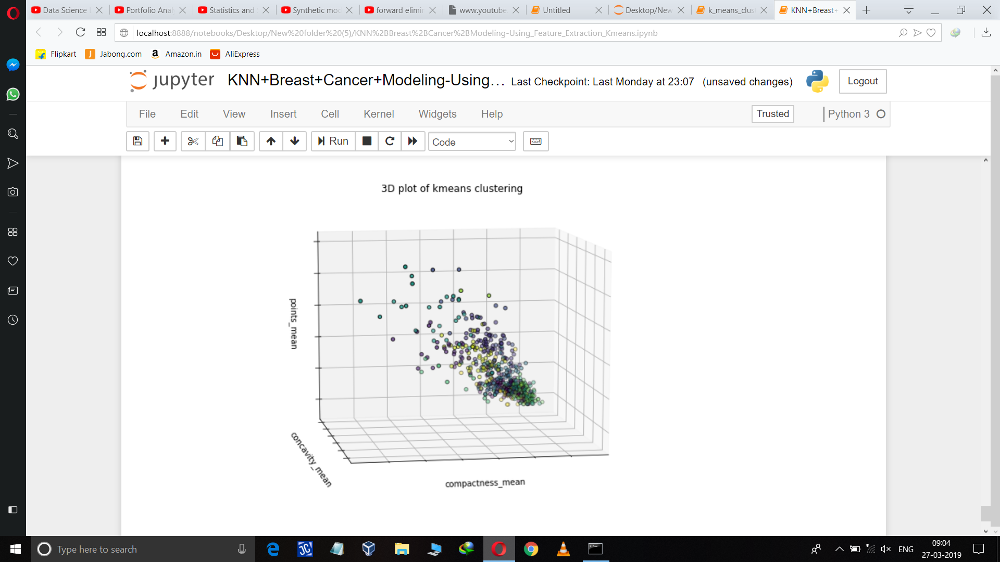 Data Science
Portfolio Anal
Statistics and
Synthetic mod
forward elimir
www.youtube
Untitled
Desktop/New
k_means_clus
KNN+Breast+
localhost:8888/notebooks/Desktop/New%20folder%20(5)/KNN%2BBreast%2BCancer%2BModeling-Using_Feature_Extraction_Kmeans.ipynb
Flipkart
Jabong.com
Amazon.in
AliExpress
jupyter KNN+Breast+Cancer+Modeling-Using... Last Checkpoint: Last Monday at 23:07 (unsaved changes)
Logout
File Edit View Insert Cell Kernel Widgets Help
Trusted
Python 3
Run
Code
3D plot of kmeans clustering
points_mean
concavity_mean
compactness_mean
Type here to search
ENG
09:04
27-03-2019